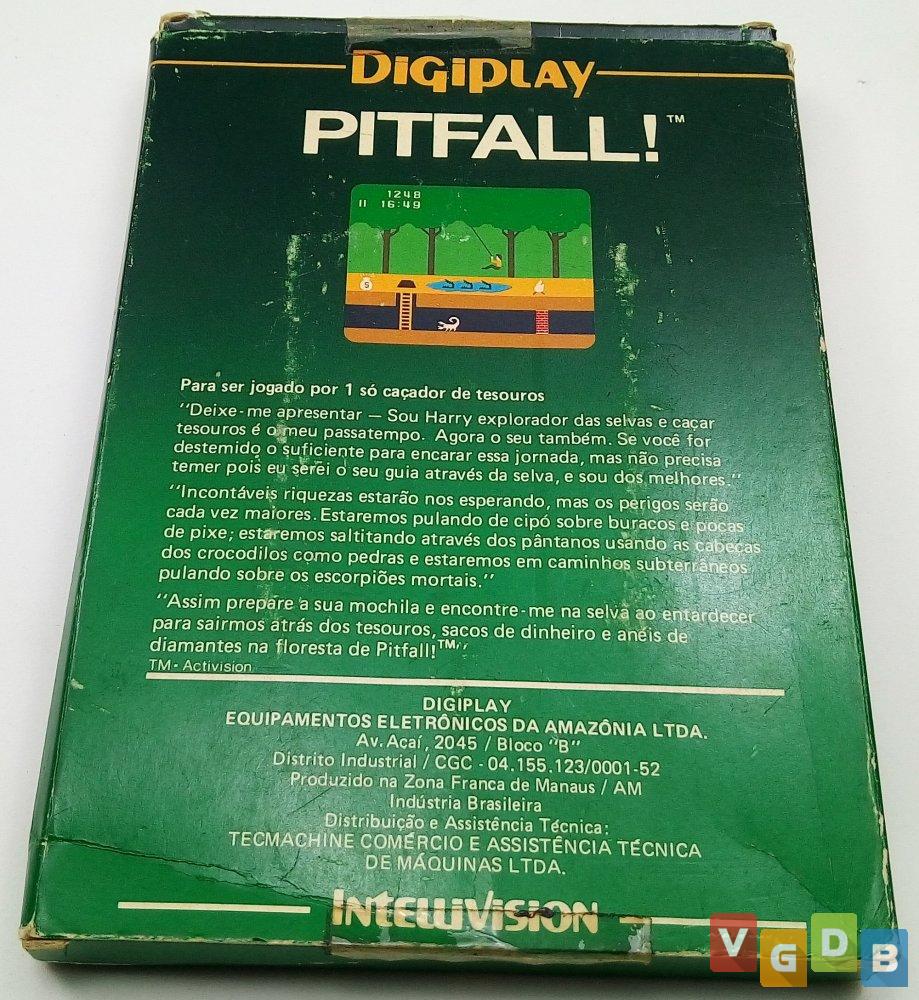 DIGIPLAY
PITFALL!™
1248
II 16:49
$
Para ser jogado por 1 só caçador de tesouros
"Deixe-me apresentar — Sou Harry explorador das selvas e caçar
tesouros é o meu passatempo. Agora o seu também. Se você for
destemido o suficiente para encarar essa jornada, mas não precisa
temer pois eu serei o seu guia através da selva, e sou dos melhores."
"Incontáveis riquezas estarão nos esperando, mas os perigos serão
cada vez maiores. Estaremos pulando de cipó sobre buracos e poças
de pixe; estaremos saltitando através dos pântanos usando as cabeças
dos crocodilos como pedras e estaremos em caminhos subterrâneos
pulando sobre os escorpiões mortais."
"Assim prepare a sua mochila e encontre-me na selva ao entardecer
para sairmos atrás dos tesouros, sacos de dinheiro e anéis de
diamantes na floresta de Pitfall!™"
TM - Activision
DIGIPLAY
EQUIPAMENTOS ELETRÔNICOS DA AMAZÔNIA LTDA.
Av. Açaí, 2045 / Bloco "B"
Distrito Industrial / CGC - 04.155.123/0001-52
Produzido na Zona Franca de Manaus / AM
Indústria Brasileira
Distribuição e Assistência Técnica:
TECMACHINE COMÉRCIO E ASSISTÊNCIA TÉCNICA
DE MÁQUINAS LTDA.
INTELLIVISION
VGDB